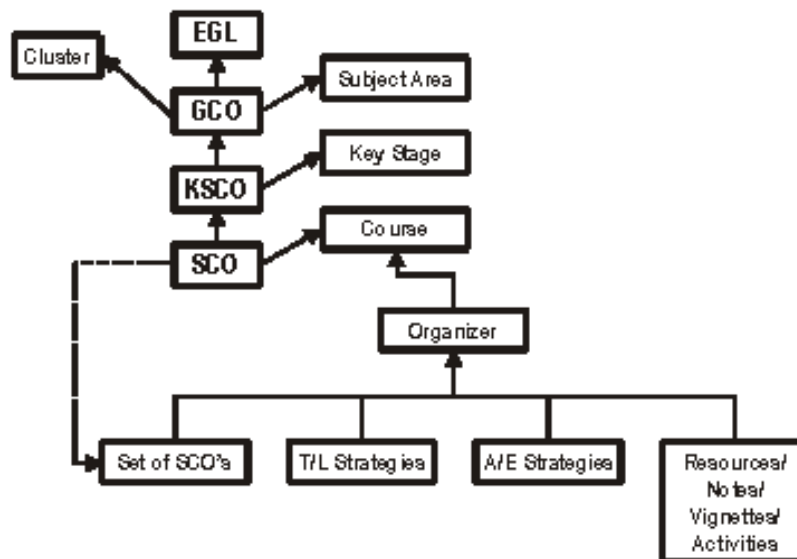 EGL
Cluster
GCO
Subject Area
KSCO
Key Stage
SCO
Course
Organizer
Set of SCO's
T/L Strategies
A/E Strategies
Resources/
Notes/
Vignettes/
Activities